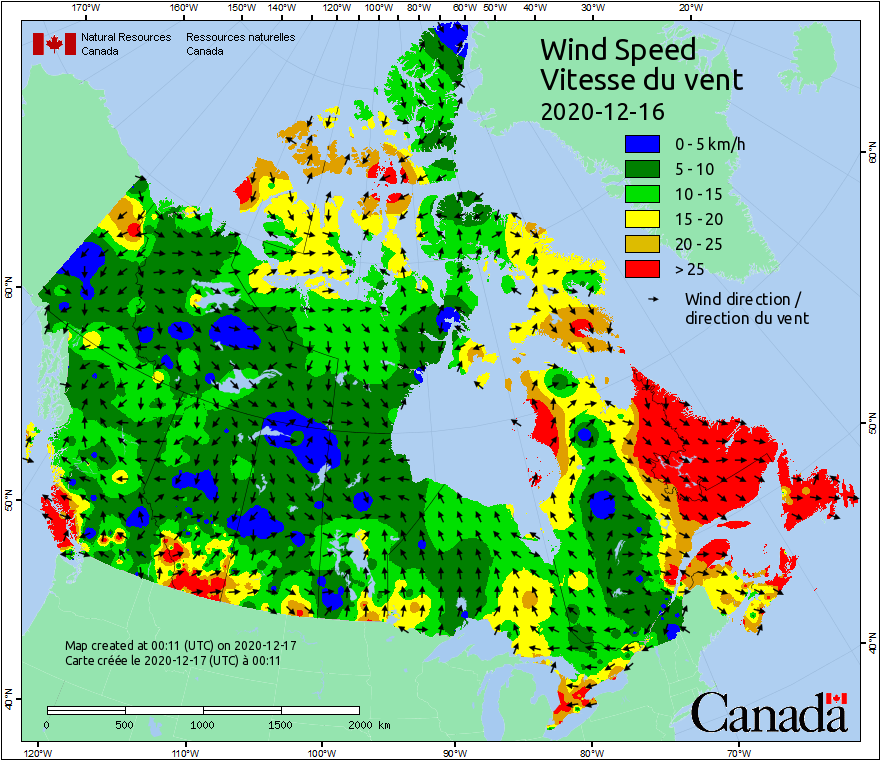 170°W 160°W 150°W 140°W 130°W 120°W 110°W 100°W 90°W 80°W 60°W 50°W 40°W 30°W 20°W
Natural Resources Ressources naturelles
Canada Canada
Wind Speed
Vitesse du vent
2020-12-16
0 - 5 km/h
5 - 10
10 - 15
15 - 20
20 - 25
> 25
Wind direction /
direction du vent
60°N
60°N
50°N
50°N
40°N
40°N
Map created at 00:11 (UTC) on 2020-12-17
Carte créée le 2020-12-17 (UTC) à 00:11
0 500 1000 1500 2000 km
Canada
120°W 110°W 100°W 90°W 80°W 70°W